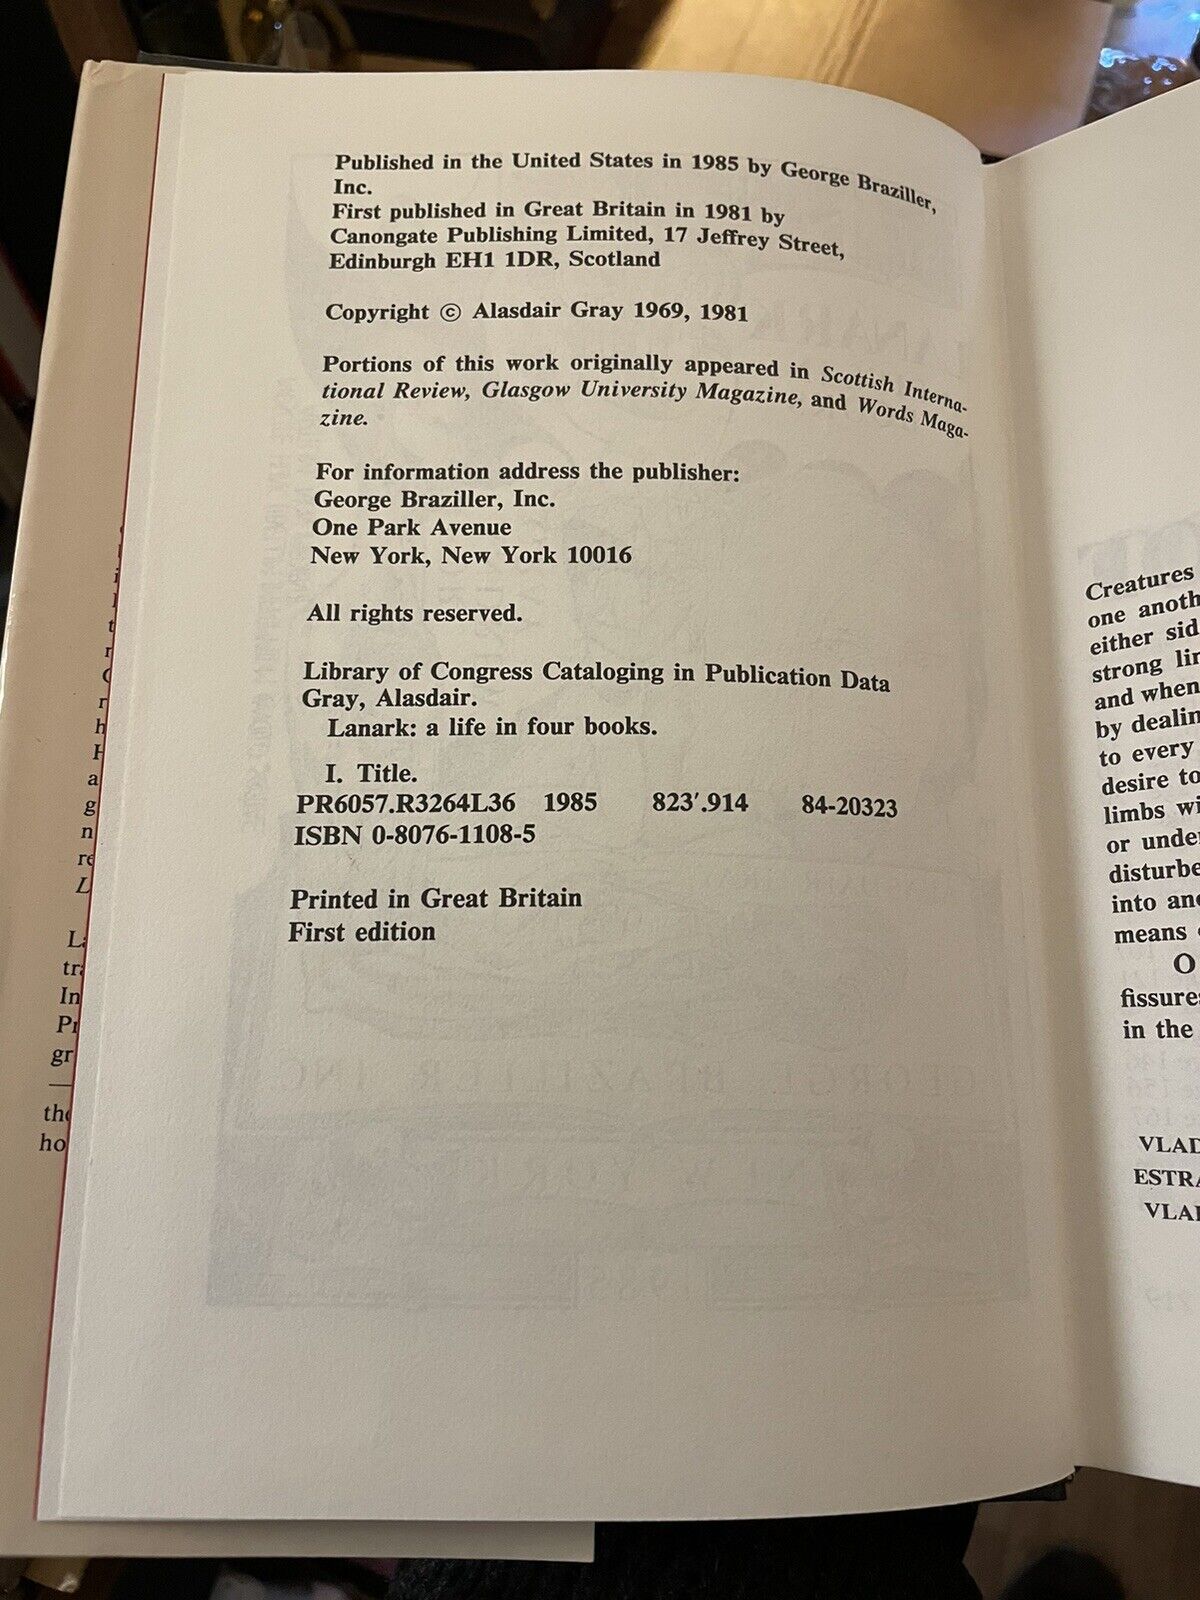 Published in the United States in 1985 by George Braziller,
Inc.
First published in Great Britain in 1981 by
Canongate Publishing Limited, 17 Jeffrey Street,
Edinburgh EH1 1DR, Scotland
Copyright © Alasdair Gray 1969, 1981
Portions of this work originally appeared in Scottish Interna-
tional Review, Glasgow University Magazine, and Words Maga-
zine.
For information address the publisher:
George Braziller, Inc.
One Park Avenue
New York, New York 10016
All rights reserved.
Library of Congress Cataloging in Publication Data
Gray, Alasdair.
Lanark: a life in four books.
I. Title.
PR6057.R3264L36 1985 823′.914 84-20323
ISBN 0-8076-1108-5
Printed in Great Britain
First edition
Creatures
one anoth
either sid
strong lin
and when
by dealin
to every
desire to
limbs wi
or unde
disturbe
into an
means
O
fissures
in the
VLAD
ESTRA
VLA